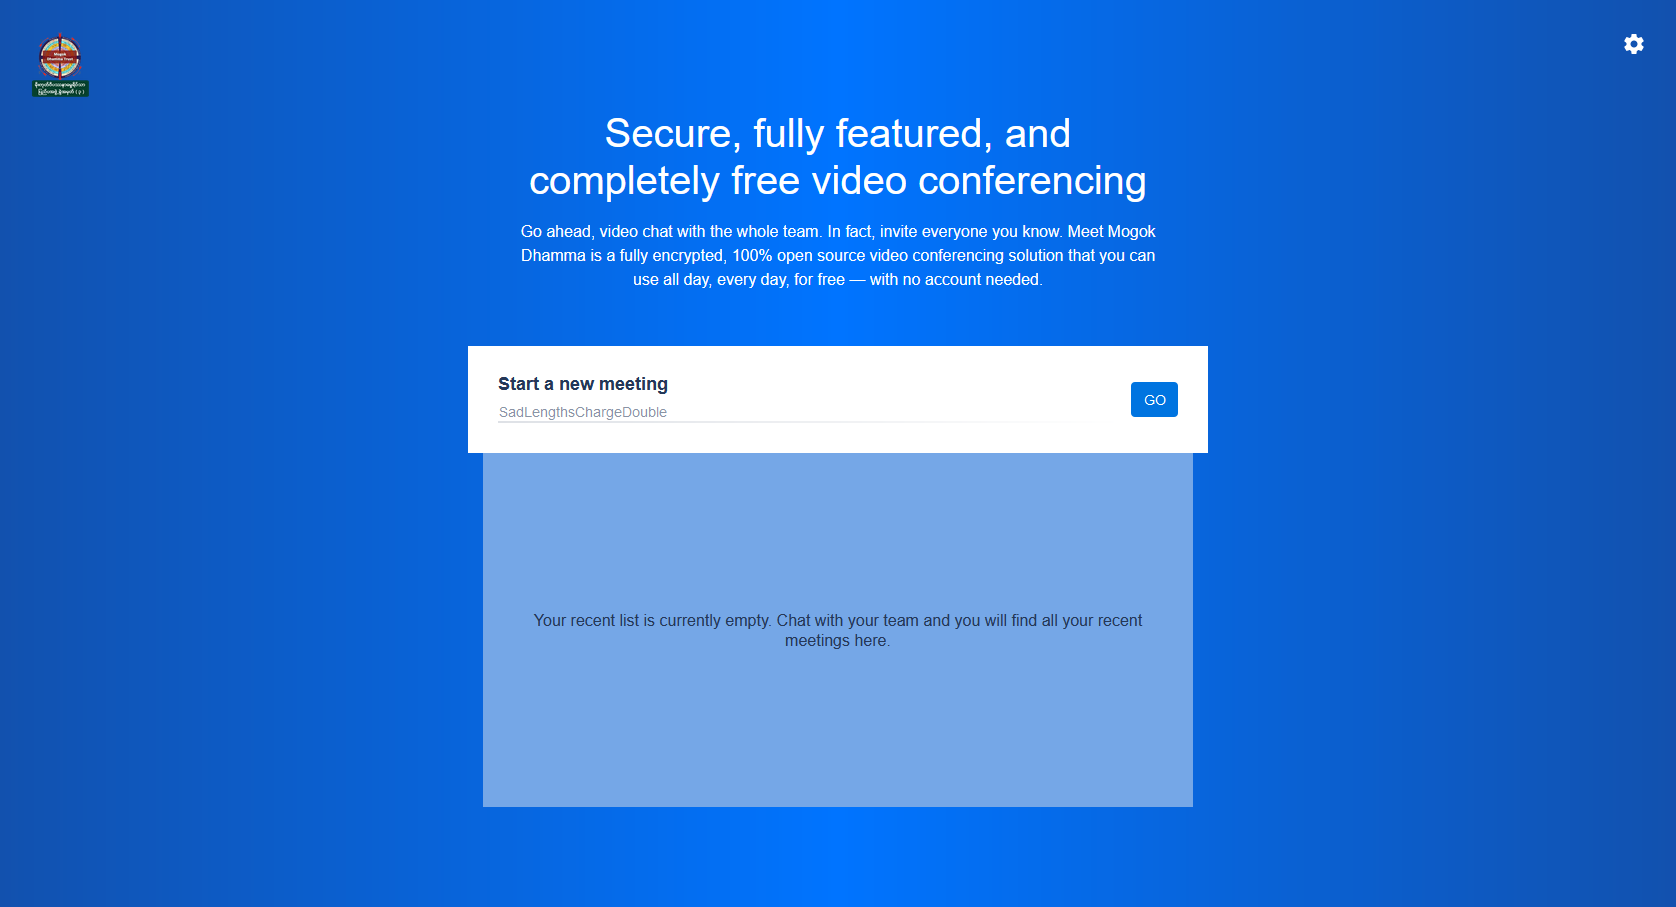 Mogok
Dhamma Trust
Secure, fully featured, and
completely free video conferencing
Go ahead, video chat with the whole team. In fact, invite everyone you know. Meet Mogok
Dhamma is a fully encrypted, 100% open source video conferencing solution that you can
use all day, every day, for free — with no account needed.
Start a new meeting
SadLengthsChargeDouble
GO
Your recent list is currently empty. Chat with your team and you will find all your recent
meetings here.